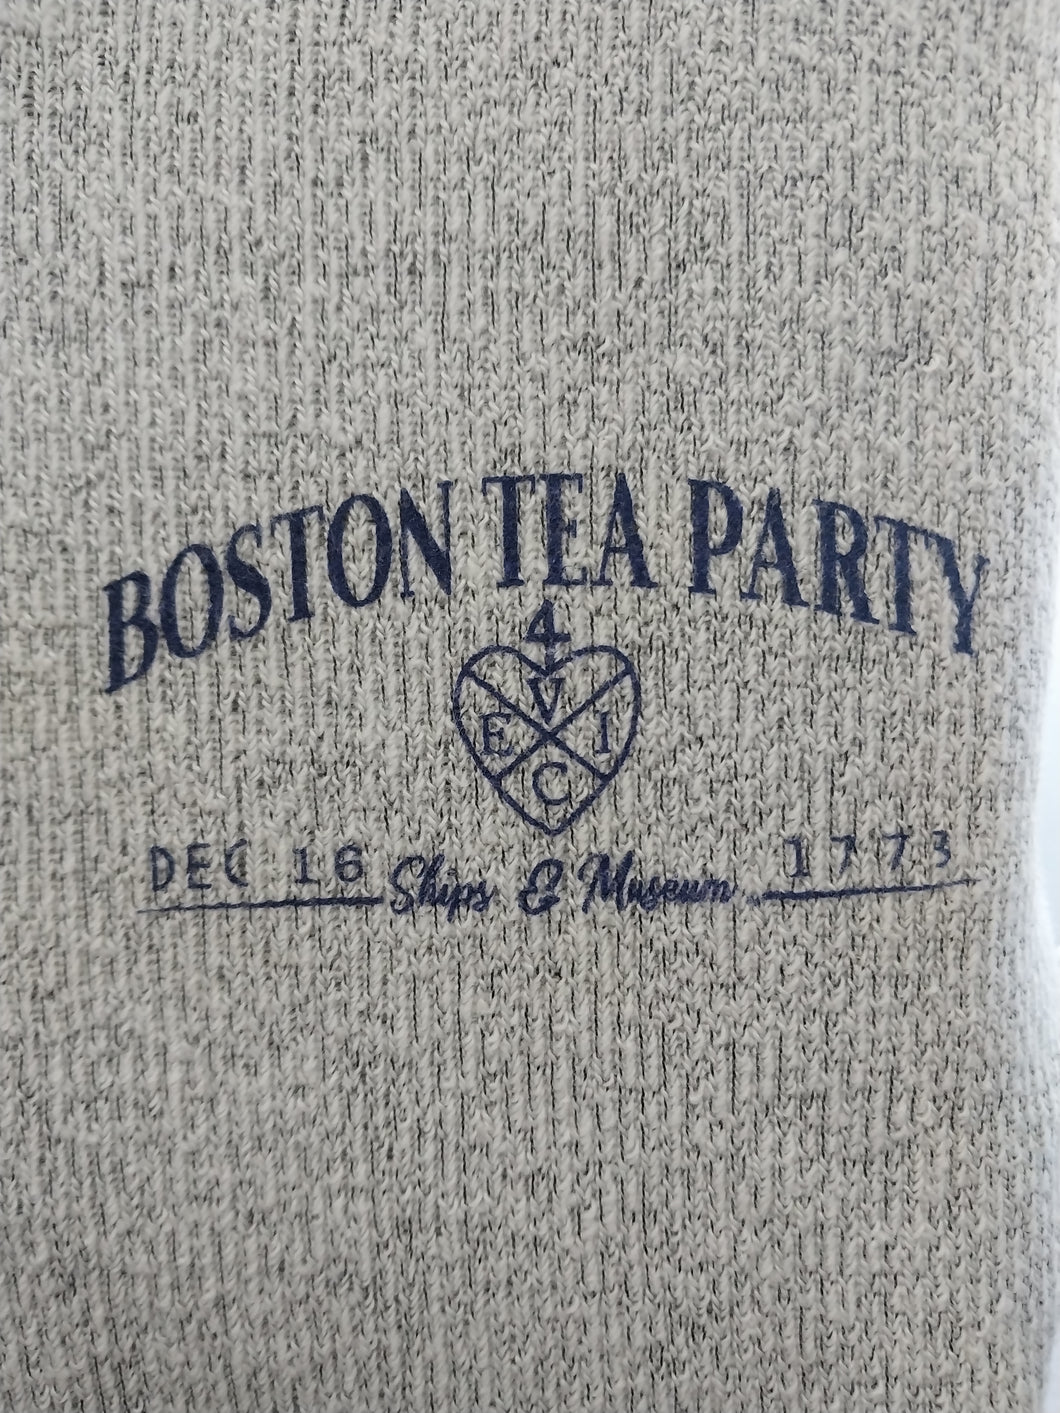 BOSTON TEA PARTY
4
V
E I
C
DEC 16 Ships & Museum 1773